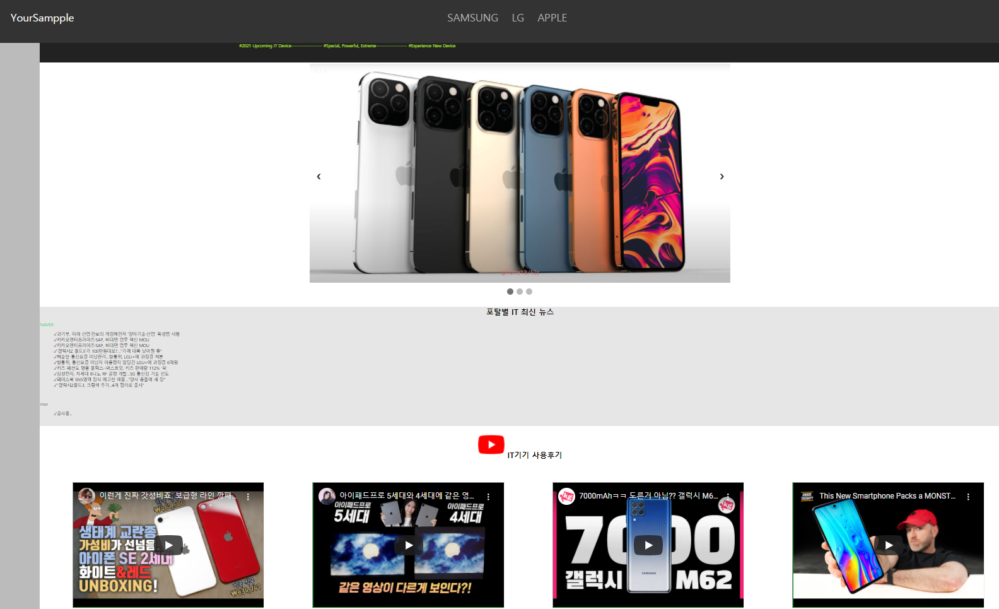 YourSampple
SAMSUNG LG APPLE
#2021 Upcoming IT Device-------------------- #Special, Powerful, Extreme-------------------- #Experience New Device
‹ ›
포탈별 IT 최신 뉴스
NAVER
✓과기부, 미래 산업·안보의 게임체인저 '양자기술·산업' 육성법 시행
✓카카오엔터프라이즈-SAP, 비대면 업무 혁신 MOU
✓카카오엔터프라이즈-SAP, 비대면 업무 혁신 MOU
✓"갤럭시Z 폴드3'가 100만원대로?..."가격 대폭 낮아질 듯"
✓허술한 통신요금 미납관리...방통위, LGU+에 과징금 처분
✓방통위, 통신요금 미납자 이용정지 앞당긴 LGU+에 과징금 6억원
✓키즈 패션도 명품 플렉스…머스트잇, 키즈 판매량 112% '쑥'
✓삼성전자, 차세대 8나노 RF 공정 개발...5G 통신칩 기술 선도
✓페이스북 SNS영역 잠식 예고한 애플..."양사 충돌에 새 장"
✓"갤럭시Z폴드3, 크림색 추가...4개 컬러로 출시"
msn
✓공사중...
IT기기 사용후기
이런게 진짜 갓성비죠. 보급형 라인 깡패...
₩467,500
생태계 교란종
가성비가 선넘음
아이폰 SE 2세대
화이트&레드
UNBOXING!
₩634,747
아이패드프로 5세대와 4세대에 같은 영...
아이패드프로 5세대
아이패드프로 4세대
같은 영상이 다르게 보인다?!
7000mAhㅋㅋ 도른거 아님?? 갤럭시 M6...
kg
7000
갤럭시 M62
SAMSUNG
This New Smartphone Packs a MONST...
UNBOX THERAPY